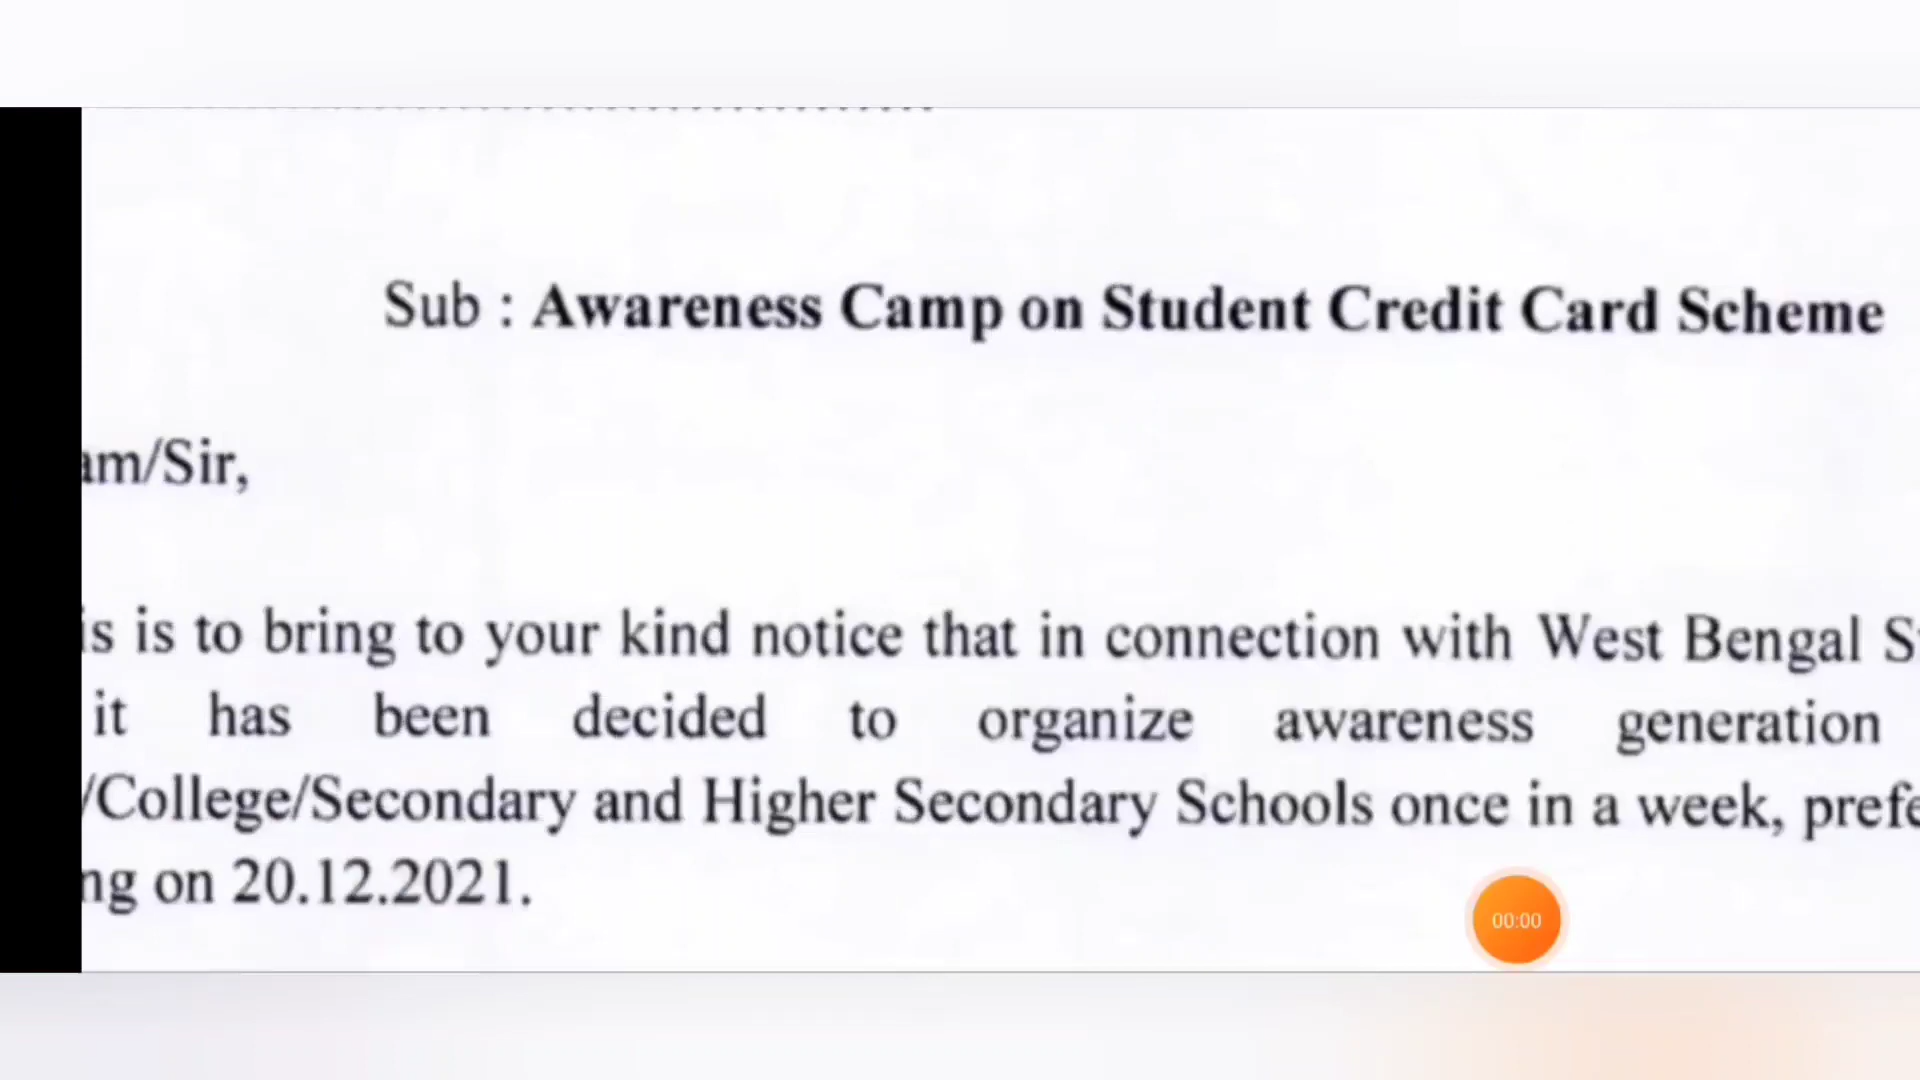 Sub : Awareness Camp on Student Credit Card Scheme
am/Sir,
is is to bring to your kind notice that in connection with West Bengal S
it has been decided to organize awareness generation
/College/Secondary and Higher Secondary Schools once in a week, prefe
ng on 20.12.2021.
00:00